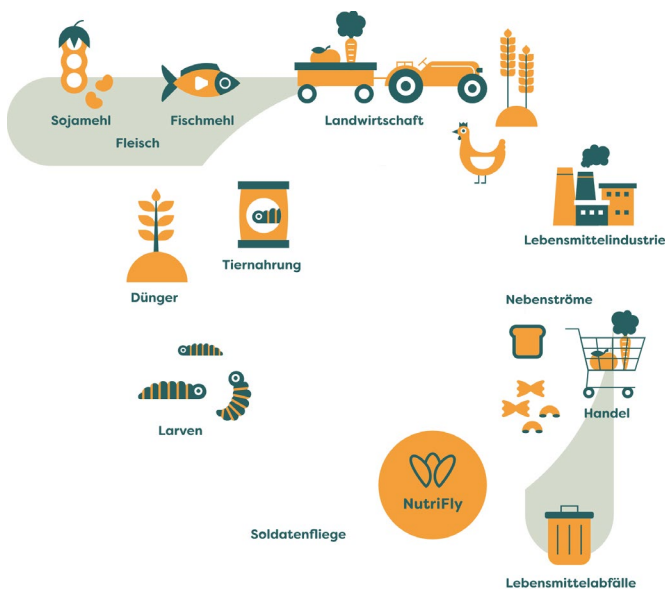 Sojamehl
Fischmehl
Landwirtschaft
Fleisch
Lebensmittelindustrie
Tiernahrung
Dünger
Nebenströme
Handel
Larven
NutriFly
Soldatenfliege
Lebensmittelabfälle